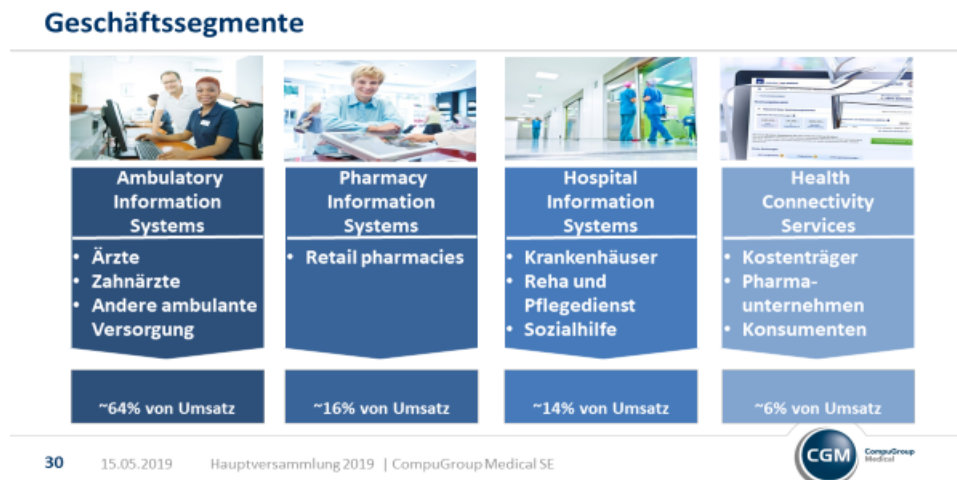 Geschäftssegmente
Ambulatory
Information
Systems
• Ärzte
• Zahnärzte
• Andere ambulante
Versorgung
~64% von Umsatz
Pharmacy
Information
Systems
• Retail pharmacies
~16% von Umsatz
Hospital
Information
Systems
• Krankenhäuser
• Reha und
Pflegedienst
• Sozialhilfe
~14% von Umsatz
Health
Connectivity
Services
• Kostenträger
• Pharma-
unternehmen
• Konsumenten
~6% von Umsatz
30 15.05.2019 Hauptversammlung 2019 | CompuGroup Medical SE
CGM
CompuGroup
Medical